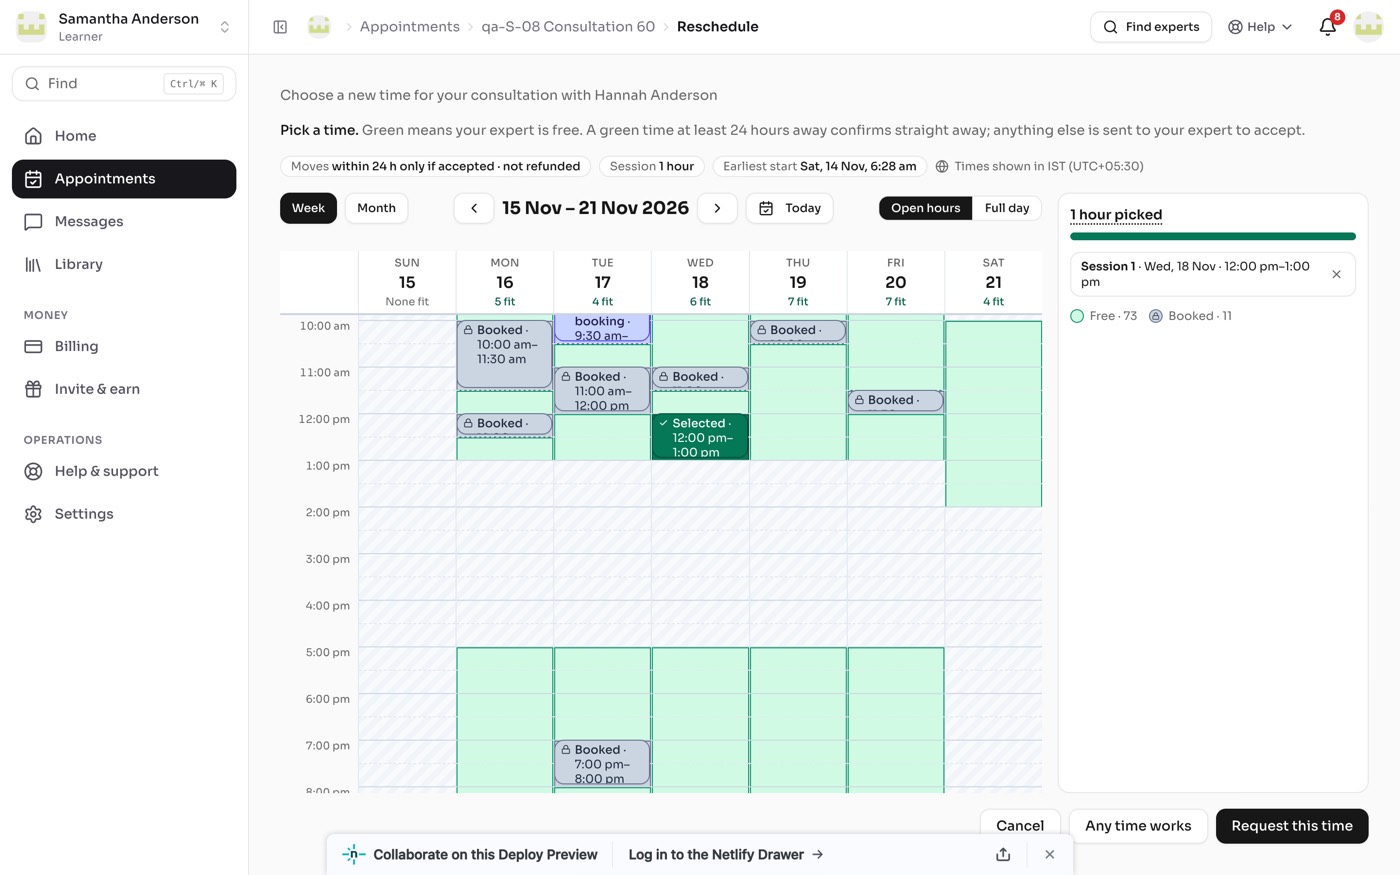 Samantha Anderson
Learner
Appointments
qa-S-08 Consultation 60
Reschedule
Find experts
Help
8
Find
Ctrl/⌘ K
Home
Appointments
Messages
Library
MONEY
Billing
Invite & earn
OPERATIONS
Help & support
Settings
Choose a new time for your consultation with Hannah Anderson
Pick a time. Green means your expert is free. A green time at least 24 hours away confirms straight away; anything else is sent to your expert to accept.
Moves within 24 h only if accepted · not refunded
Session 1 hour
Earliest start Sat, 14 Nov, 6:28 am
Times shown in IST (UTC+05:30)
Week
Month
15 Nov – 21 Nov 2026
Today
Open hours
Full day
SUN
15
None fit
MON
16
5 fit
TUE
17
4 fit
WED
18
6 fit
THU
19
7 fit
FRI
20
7 fit
SAT
21
4 fit
10:00 am
11:00 am
12:00 pm
1:00 pm
2:00 pm
3:00 pm
4:00 pm
5:00 pm
6:00 pm
7:00 pm
8:00 pm
Booked ·
10:00 am–
11:30 am
Booked ·
booking ·
9:30 am–
Booked ·
11:00 am–
12:00 pm
Booked ·
7:00 pm–
8:00 pm
Booked ·
Selected ·
12:00 pm–
1:00 pm
Booked ·
Booked ·
1 hour picked
Session 1 · Wed, 18 Nov · 12:00 pm–1:00
pm
Free · 73
Booked · 11
Cancel
Any time works
Request this time
Collaborate on this Deploy Preview
Log in to the Netlify Drawer →